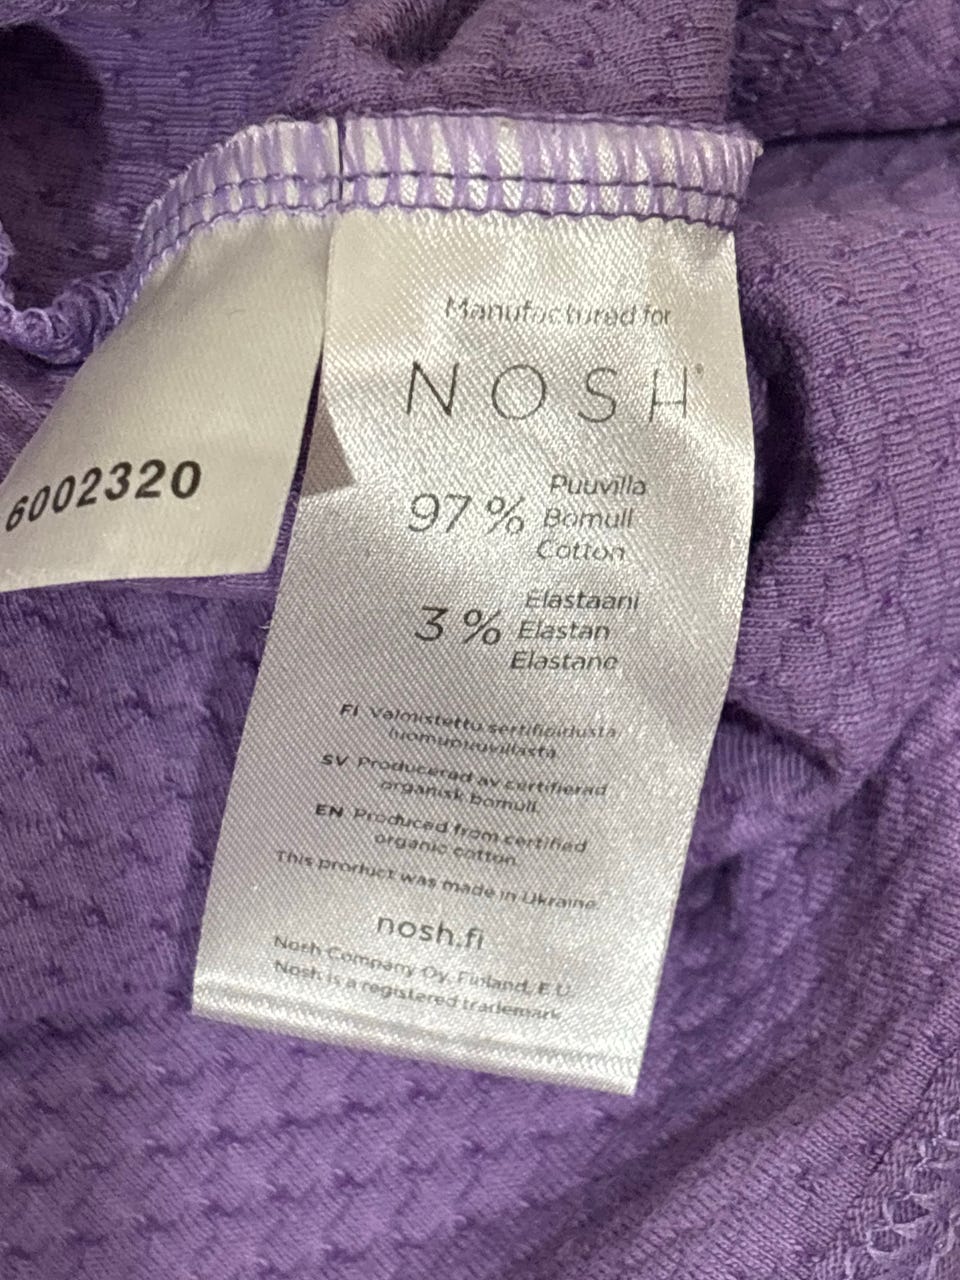 6002320
Manufactured for
NOSH®
97 % Puuvilla
Bomull
Cotton
3 % Elastaani
Elastan
Elastane
FI Valmistettu sertifioidusta
luomupuuvillasta.
SV Producerad av certifierad
organisk bomull.
EN Produced from certified
organic cotton.
This product was made in Ukraine.
nosh.fi
Nosh Company Oy, Finland, E.U.
Nosh is a registered trademark.